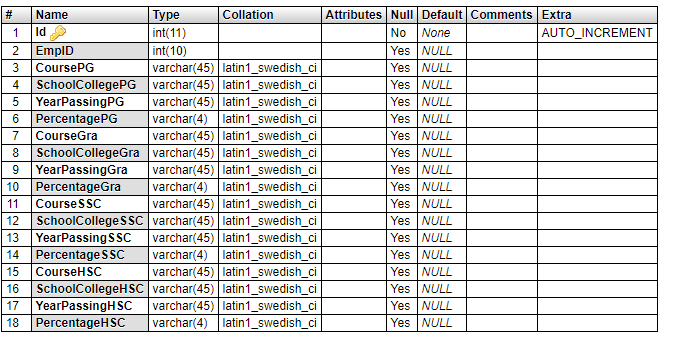 # Name Type Collation Attributes Null Default Comments Extra
1 Id int(11) No None AUTO_INCREMENT
2 EmpID int(10) Yes NULL
3 CoursePG varchar(45) latin1_swedish_ci Yes NULL
4 SchoolCollegePG varchar(45) latin1_swedish_ci Yes NULL
5 YearPassingPG varchar(45) latin1_swedish_ci Yes NULL
6 PercentagePG varchar(4) latin1_swedish_ci Yes NULL
7 CourseGra varchar(45) latin1_swedish_ci Yes NULL
8 SchoolCollegeGra varchar(45) latin1_swedish_ci Yes NULL
9 YearPassingGra varchar(45) latin1_swedish_ci Yes NULL
10 PercentageGra varchar(4) latin1_swedish_ci Yes NULL
11 CourseSSC varchar(45) latin1_swedish_ci Yes NULL
12 SchoolCollegeSSC varchar(45) latin1_swedish_ci Yes NULL
13 YearPassingSSC varchar(45) latin1_swedish_ci Yes NULL
14 PercentageSSC varchar(4) latin1_swedish_ci Yes NULL
15 CourseHSC varchar(45) latin1_swedish_ci Yes NULL
16 SchoolCollegeHSC varchar(45) latin1_swedish_ci Yes NULL
17 YearPassingHSC varchar(45) latin1_swedish_ci Yes NULL
18 PercentageHSC varchar(4) latin1_swedish_ci Yes NULL